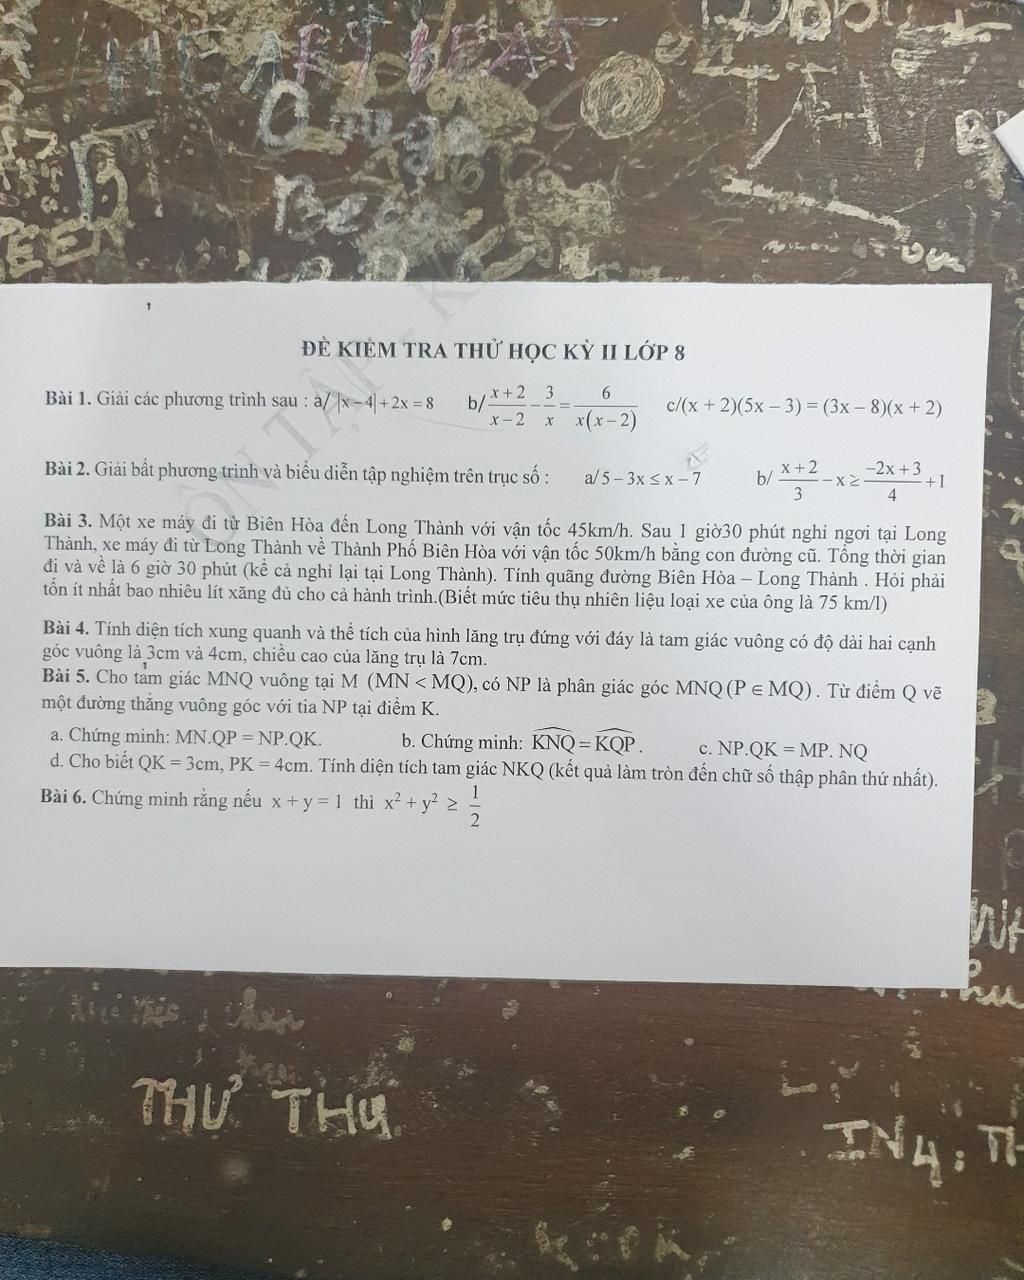 HEARTBEAT
ĐỀ KIỂM TRA THỬ HỌC KỲ II LỚP 8
Bài 1. Giải các phương trình sau : a/ |x – 4| + 2x = 8 b/ (x + 2)/(x – 2) – 3/x = 6/(x(x – 2)) c/(x + 2)(5x – 3) = (3x – 8)(x + 2)
Bài 2. Giải bất phương trình và biểu diễn tập nghiệm trên trục số : a/ 5 – 3x ≤ x – 7 b/ (x + 2)/3 – x ≥ (–2x + 3)/4 + 1
Bài 3. Một xe máy đi từ Biên Hòa đến Long Thành với vận tốc 45km/h. Sau 1 giờ30 phút nghỉ ngơi tại Long
Thành, xe máy đi từ Long Thành về Thành Phố Biên Hòa với vận tốc 50km/h bằng con đường cũ. Tổng thời gian
đi và về là 6 giờ 30 phút (kể cả nghỉ lại tại Long Thành). Tính quãng đường Biên Hòa – Long Thành . Hỏi phải
tốn ít nhất bao nhiêu lít xăng đủ cho cả hành trình.(Biết mức tiêu thụ nhiên liệu loại xe của ông là 75 km/l)
Bài 4. Tính diện tích xung quanh và thể tích của hình lăng trụ đứng với đáy là tam giác vuông có độ dài hai cạnh
góc vuông là 3cm và 4cm, chiều cao của lăng trụ là 7cm.
Bài 5. Cho tam giác MNQ vuông tại M (MN < MQ), có NP là phân giác góc MNQ (P ∈ MQ). Từ điểm Q vẽ
một đường thẳng vuông góc với tia NP tại điểm K.
a. Chứng minh: MN.QP = NP.QK. b. Chứng minh: KNQ = KQP . c. NP.QK = MP. NQ
d. Cho biết QK = 3cm, PK = 4cm. Tính diện tích tam giác NKQ (kết quả làm tròn đến chữ số thập phân thứ nhất).
Bài 6. Chứng minh rằng nếu x + y = 1 thì x² + y² ≥ 1/2
ÔN TẬP - K
THƯ THY
IN4: TH